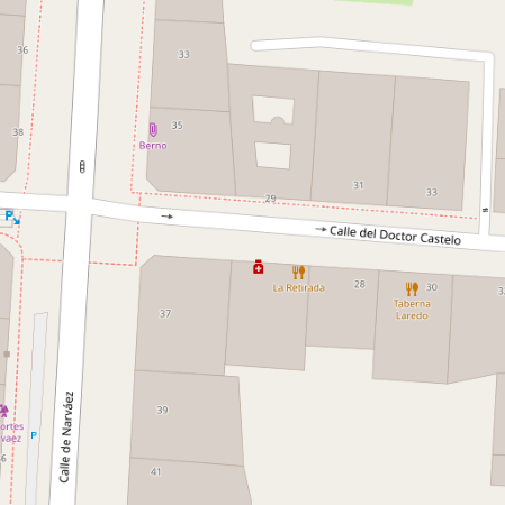 36
33
38
35
Berno
29
31
33
P
Calle del Doctor Castelo
La Retirada
28
30
Taberna
Laredo
37
Calle de Narváez
39
P
41